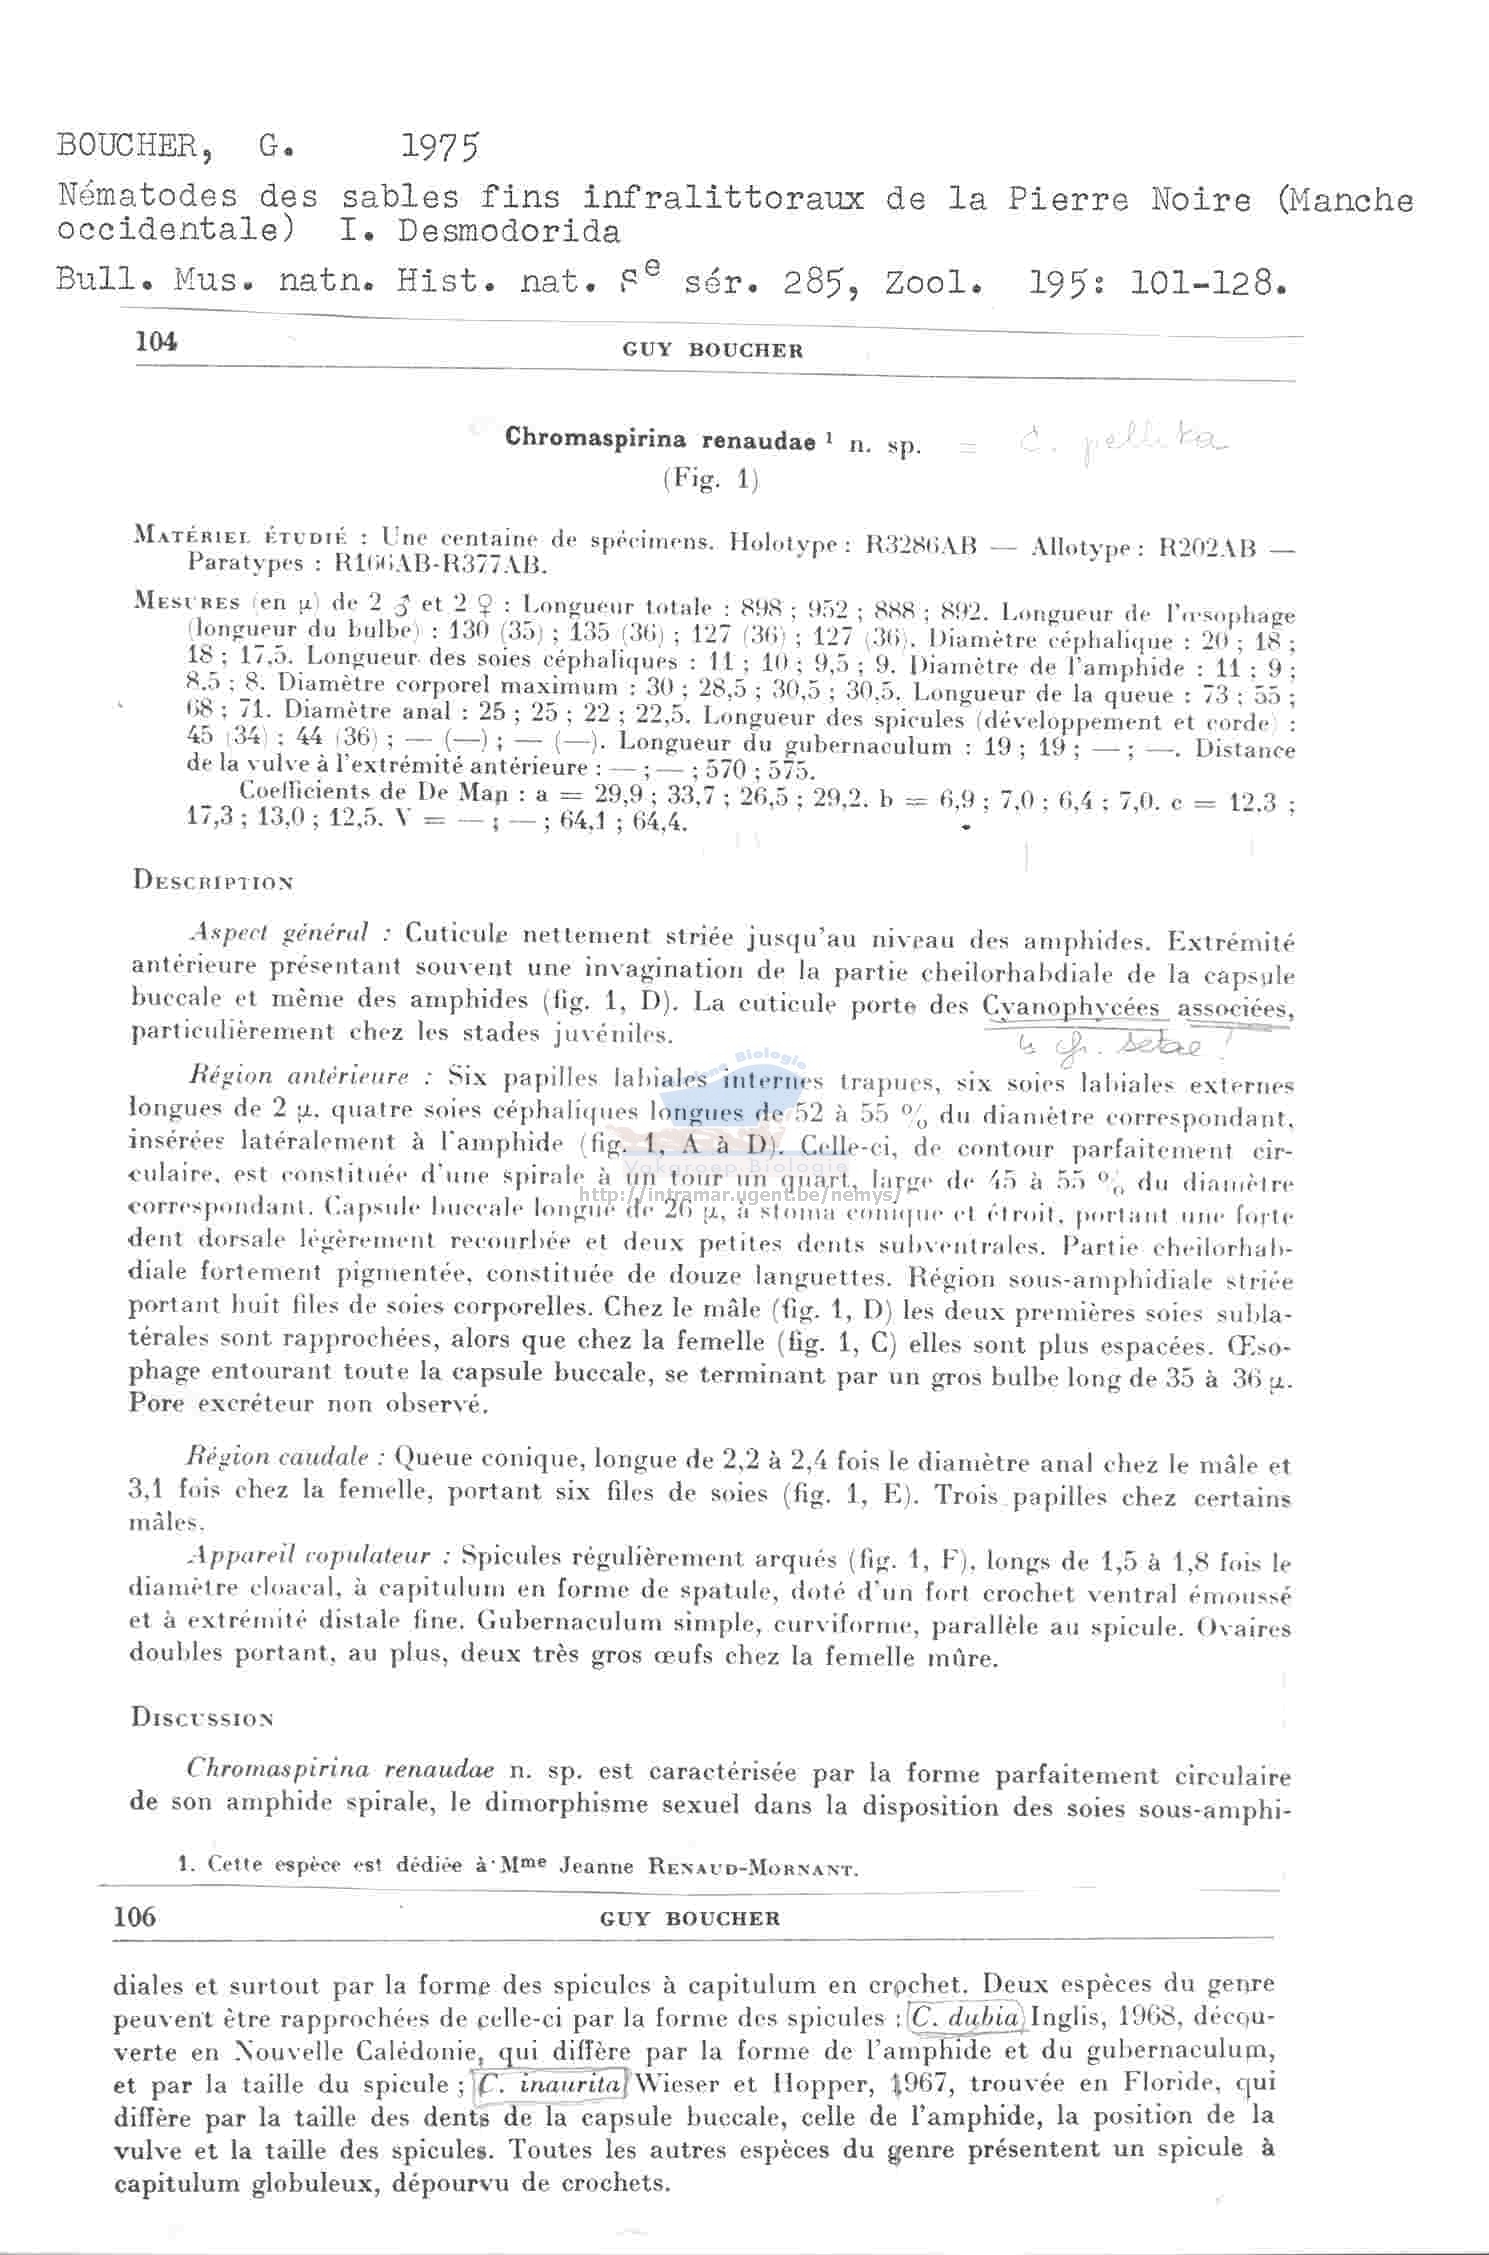 BOUCHER, G. 1975
Nématodes des sables fins infralittoraux de la Pierre Noire (Manche
occidentale) I. Desmodorida
Bull. Mus. natn. Hist. nat. se sér. 285, Zool. 195: 101-128.
104 GUY BOUCHER
Chromaspirina renaudae 1 n. sp. = C. pellita
(Fig. 1)
MATÉRIEL ÉTUDIÉ : Une centaine de spécimens. Holotype : R3286AB — Allotype : R202AB —
Paratypes : R166AB-R377AB.
MESURES (en µ) de 2 ♂ et 2 ♀ : Longueur totale : 898 ; 952 ; 888 ; 892. Longueur de l'œsophage
(longueur du bulbe) : 130 (35) ; 135 (36) ; 127 (36) ; 127 (36). Diamètre céphalique : 20 ; 18 ;
18 ; 17,5. Longueur des soies céphaliques : 11 ; 10 ; 9,5 ; 9. Diamètre de l'amphide : 11 ; 9 ;
8.5 ; 8. Diamètre corporel maximum : 30 ; 28,5 ; 30,5 ; 30.5. Longueur de la queue : 73 ; 55 ;
68 ; 71. Diamètre anal : 25 ; 25 ; 22 ; 22,5. Longueur des spicules (développement et corde) :
45 (34) ; 44 (36) ; — (—) ; — (—). Longueur du gubernaculum : 19 ; 19 ; — ; —. Distance
de la vulve à l'extrémité antérieure : — ; — ; 570 ; 575.
Coefficients de De Man : a = 29,9 ; 33,7 ; 26,5 ; 29,2. b = 6,9 ; 7,0 ; 6,4 ; 7,0. c = 12.3 ;
17,3 ; 13,0 ; 12,5. V = — ; — ; 64,1 ; 64,4.
DESCRIPTION
Aspect général : Cuticule nettement striée jusqu'au niveau des amphides. Extrémité
antérieure présentant souvent une invagination de la partie cheilorhabdiale de la capsule
buccale et même des amphides (fig. 1, D). La cuticule porte des Cyanophycées associées,
particulièrement chez les stades juvéniles.
↳ cfr. setae !
Région antérieure : Six papilles labiales internes trapues, six soies labiales externes
longues de 2 µ, quatre soies céphaliques longues de 52 à 55 % du diamètre correspondant,
insérées latéralement à l'amphide (fig. 1, A à D). Celle-ci, de contour parfaitement cir-
culaire, est constituée d'une spirale à un tour un quart, large de 45 à 55 % du diamètre
Biologie
Vakgroep Biologie
http://intramar.ugent.be/nemys/
correspondant. Capsule buccale longue de 26 µ, à stoma conique et étroit, portant une forte
dent dorsale légèrement recourbée et deux petites dents subventrales. Partie cheilorhab-
diale fortement pigmentée, constituée de douze languettes. Région sous-amphidiale striée
portant huit files de soies corporelles. Chez le mâle (fig. 1, D) les deux premières soies subla-
térales sont rapprochées, alors que chez la femelle (fig. 1, C) elles sont plus espacées. Œso-
phage entourant toute la capsule buccale, se terminant par un gros bulbe long de 35 à 36 µ.
Pore excréteur non observé.
Région caudale : Queue conique, longue de 2,2 à 2,4 fois le diamètre anal chez le mâle et
3,1 fois chez la femelle, portant six files de soies (fig. 1, E). Trois papilles chez certains
mâles.
Appareil copulateur : Spicules régulièrement arqués (fig. 1, F), longs de 1,5 à 1,8 fois le
diamètre cloacal, à capitulum en forme de spatule, doté d'un fort crochet ventral émoussé
et à extrémité distale fine. Gubernaculum simple, curviforme, parallèle au spicule. Ovaires
doubles portant, au plus, deux très gros œufs chez la femelle mûre.
DISCUSSION
Chromaspirina renaudae n. sp. est caractérisée par la forme parfaitement circulaire
de son amphide spirale, le dimorphisme sexuel dans la disposition des soies sous-amphi-
1. Cette espèce est dédiée à Mme Jeanne RENAUD-MORNANT.
106 GUY BOUCHER
diales et surtout par la forme des spicules à capitulum en crochet. Deux espèces du genre
peuvent être rapprochées de celle-ci par la forme des spicules : C. dubia Inglis, 1968, décou-
verte en Nouvelle Calédonie, qui diffère par la forme de l'amphide et du gubernaculum,
et par la taille du spicule ; C. inaurita Wieser et Hopper, 1967, trouvée en Floride, qui
diffère par la taille des dents de la capsule buccale, celle de l'amphide, la position de la
vulve et la taille des spicules. Toutes les autres espèces du genre présentent un spicule à
capitulum globuleux, dépourvu de crochets.